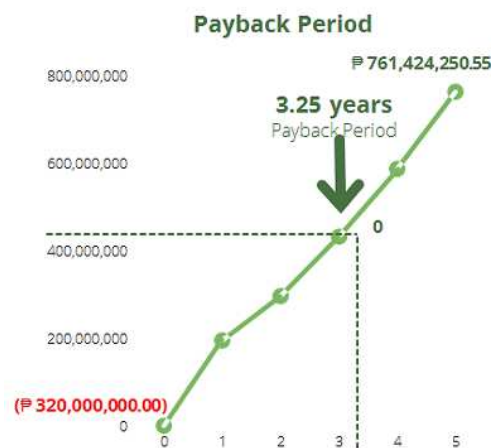 Payback Period
₱ 761,424,250.55
800,000,000
3.25 years
Payback Period
600,000,000
0
400,000,000
200,000,000
(₱ 320,000,000.00)
0
0 1 2 3 4 5